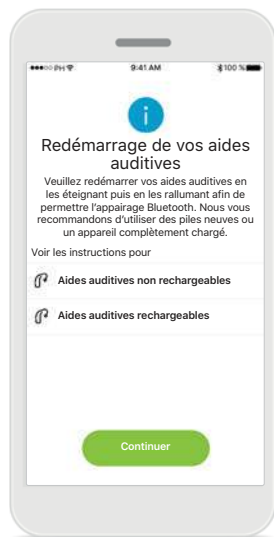 ●●●○○ PH 9:41 AM 100 %
i
Redémarrage de vos aides
auditives
Veuillez redémarrer vos aides auditives en
les éteignant puis en les rallumant afin de
permettre l'appairage Bluetooth. Nous vous
recommandons d'utiliser des piles neuves ou
un appareil complètement chargé.
Voir les instructions pour
Aides auditives non rechargeables
Aides auditives rechargeables
Continuer